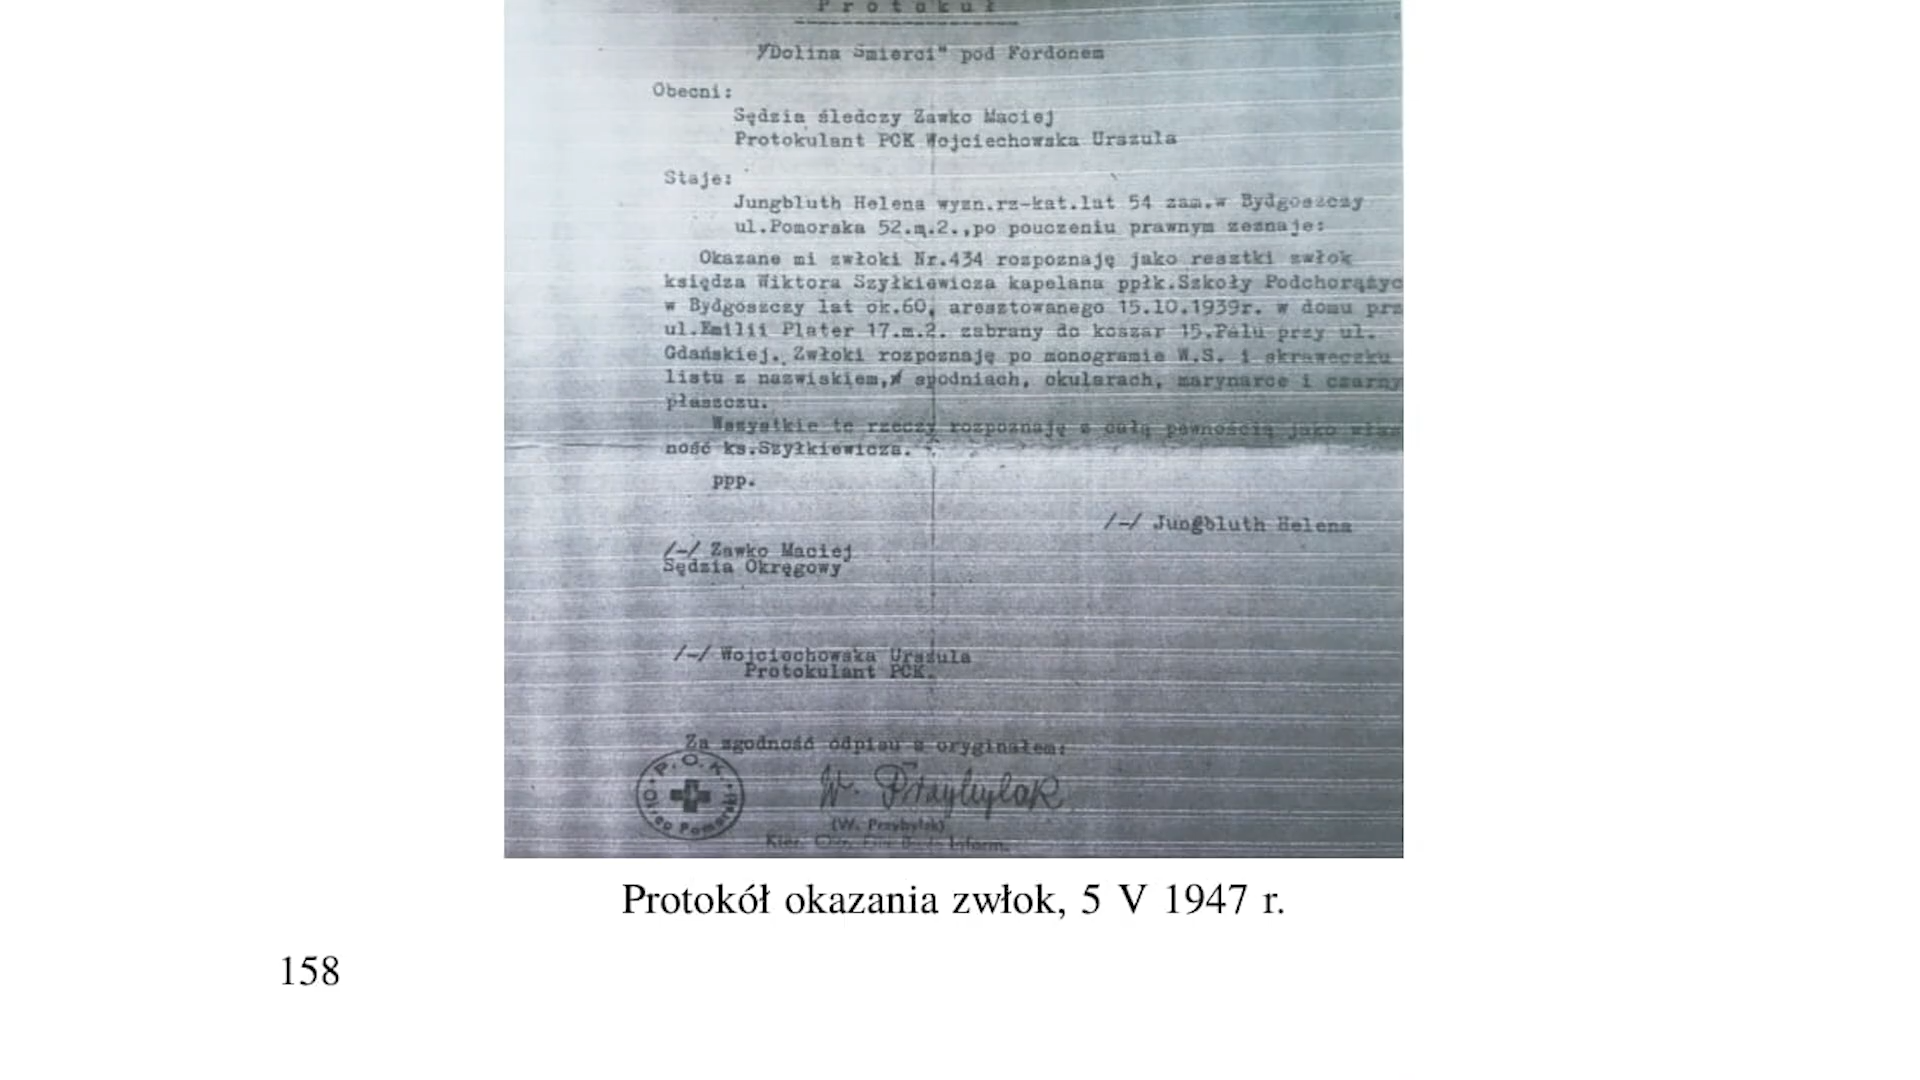 P r o t o k u ł
"Dolina Śmierci" pod Fordonem
Obecni:
Sędzia śledczy Zawko Maciej
Protokulant PCK Wojciechowska Urszula
Staje:
Jungbluth Helena wyzn.rz-kat.lat 54 zam.w Bydgoszczy
ul.Pomorska 52.m.2.,po pouczeniu prawnym zeznaje:
Okazane mi zwłoki Nr.434 rozpoznaję jako resztki zwłok
księdza Wiktora Szyłkiewicza kapelana ppłk.Szkoły Podchorążyc
w Bydgoszczy lat ok.60, aresztowanego 15.10.1939r. w domu prz
ul.Emilii Plater 17.m.2. zabrany do koszar 15.Palu przy ul.
Gdańskiej. Zwłoki rozpoznaję po monogramie W.S. i skraweczku
listu z nazwiskiem, spodniach, okularach, marynarce i czarny
płaszczu.
Wszystkie te rzeczy rozpoznaję z całą pewnością jako włas
ność ks.Szyłkiewicza.
ppp.
/-/ Jungbluth Helena
/-/ Zawko Maciej
Sędzia Okręgowy
/-/ Wojciechowska Urszula
Protokulant PCK.
Za zgodność odpisu z oryginałem:
P.C.K.
W. Przybylak
(W. Przybylak)
Kier. Inform.
Protokół okazania zwłok, 5 V 1947 r.
158